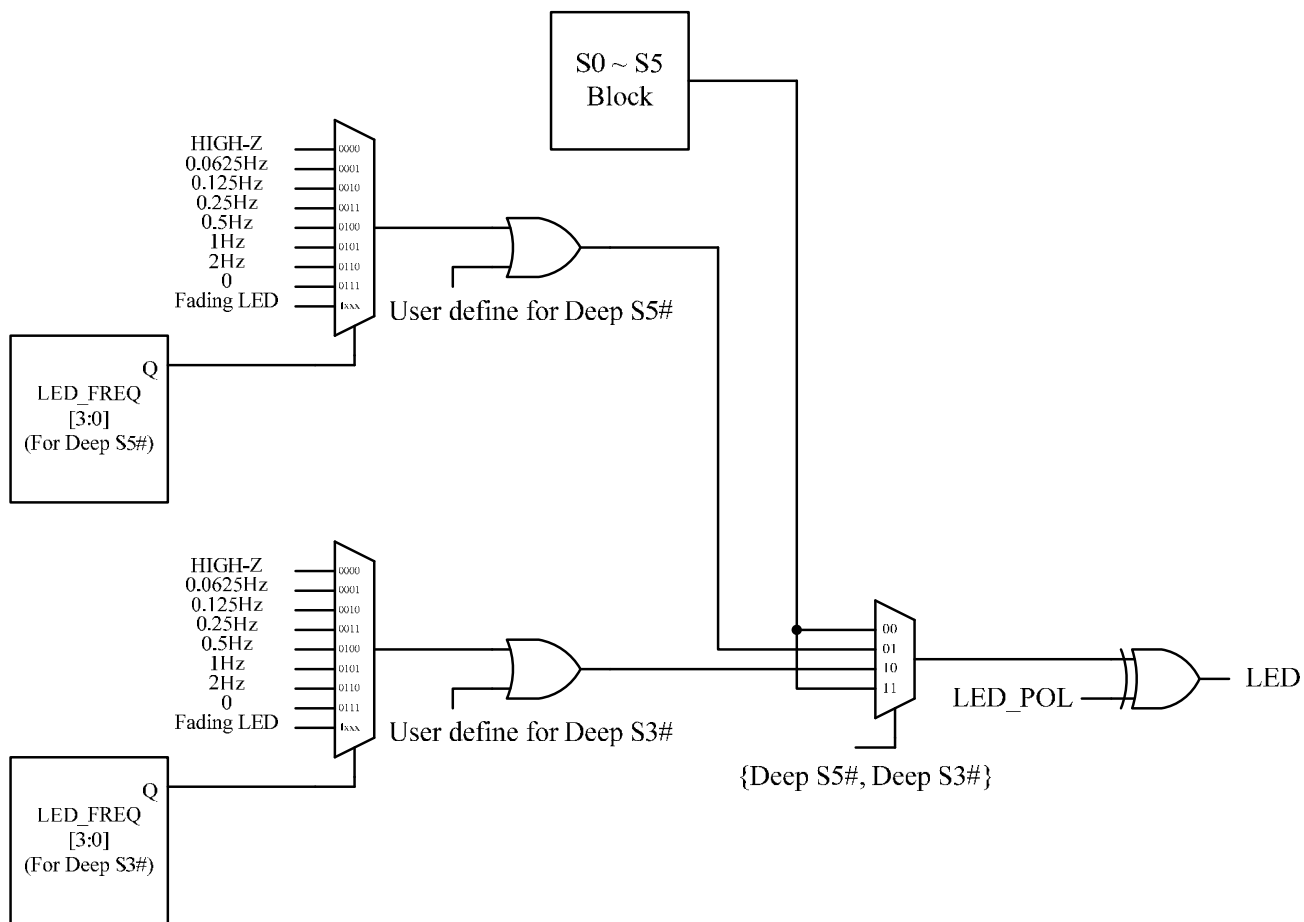 S0 ~ S5
Block
HIGH-Z
0.0625Hz
0.125Hz
0.25Hz
0.5Hz
1Hz
2Hz
0
Fading LED
0000
0001
0010
0011
0100
0101
0110
0111
1xxx
User define for Deep S5#
Q
LED_FREQ
[3:0]
(For Deep S5#)
HIGH-Z
0.0625Hz
0.125Hz
0.25Hz
0.5Hz
1Hz
2Hz
0
Fading LED
0000
0001
0010
0011
0100
0101
0110
0111
1xxx
User define for Deep S3#
Q
LED_FREQ
[3:0]
(For Deep S3#)
00
01
10
11
{Deep S5#, Deep S3#}
LED_POL
LED